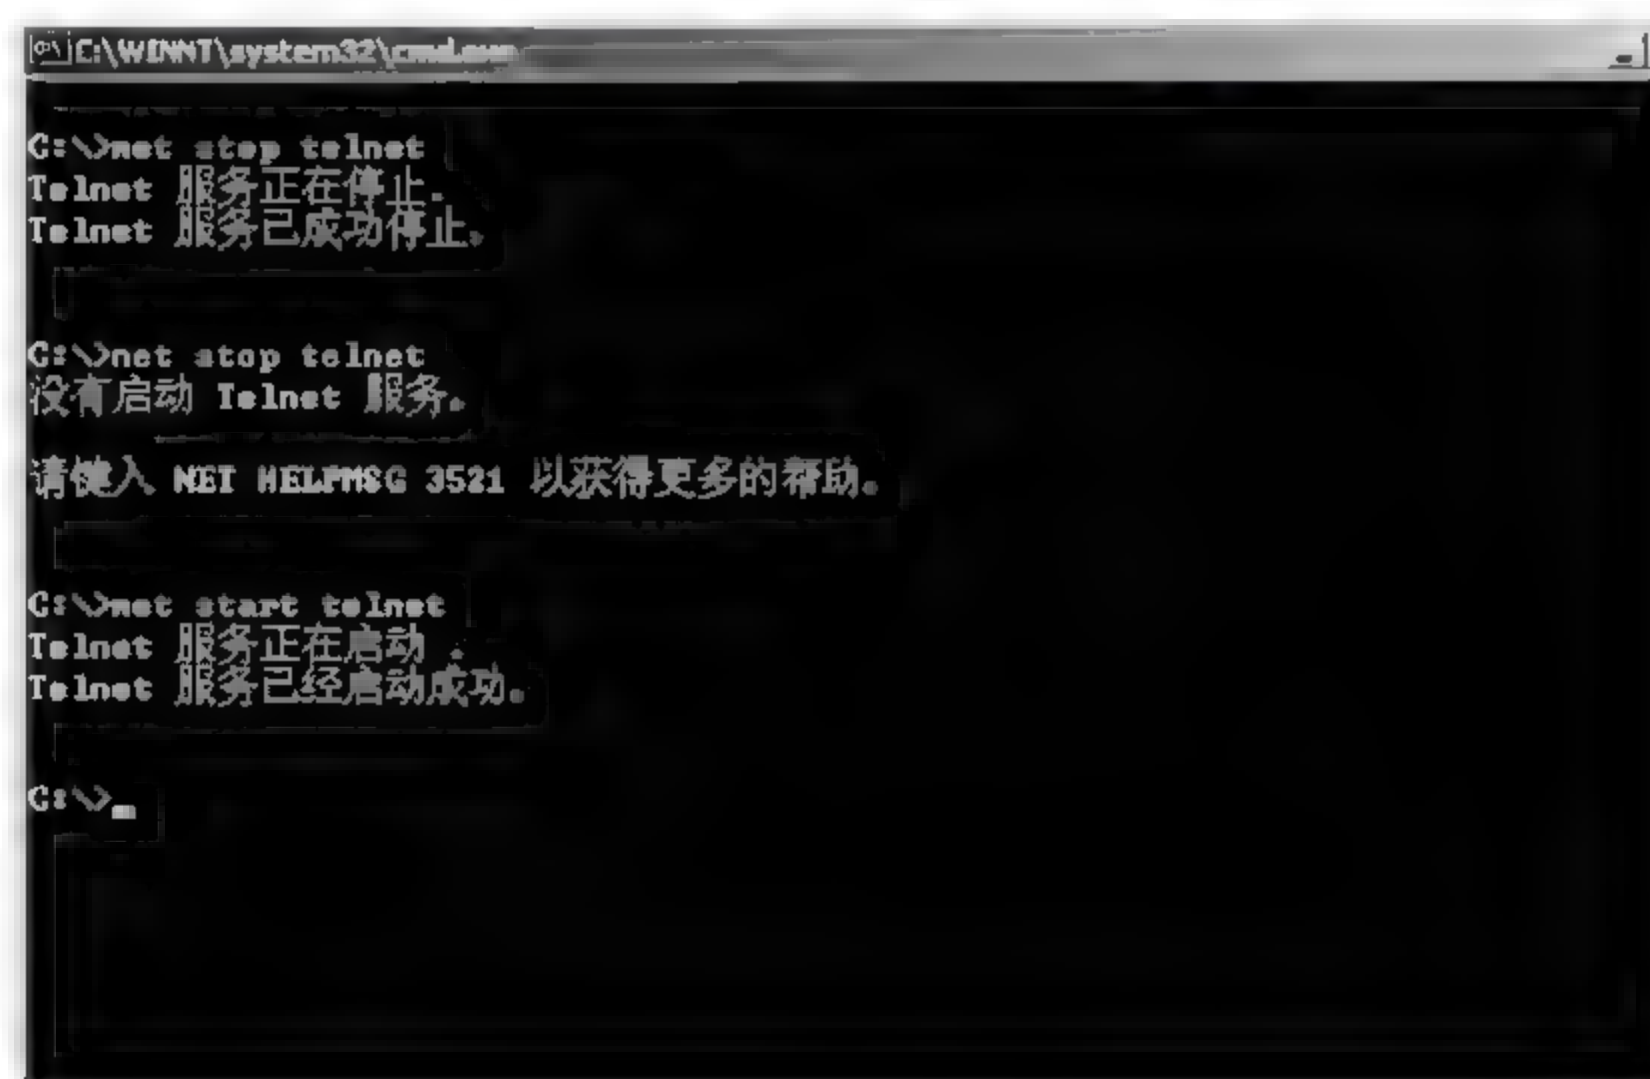 C:\WINNT\system32\cmd.exe
C:\>net stop telnet
Telnet 服务正在停止.
Telnet 服务已成功停止。
C:\>net stop telnet
没有启动 Telnet 服务。
请键入 NET HELPMSG 3521 以获得更多的帮助。
C:\>net start telnet
Telnet 服务正在启动 .
Telnet 服务已经启动成功。
C:\>_